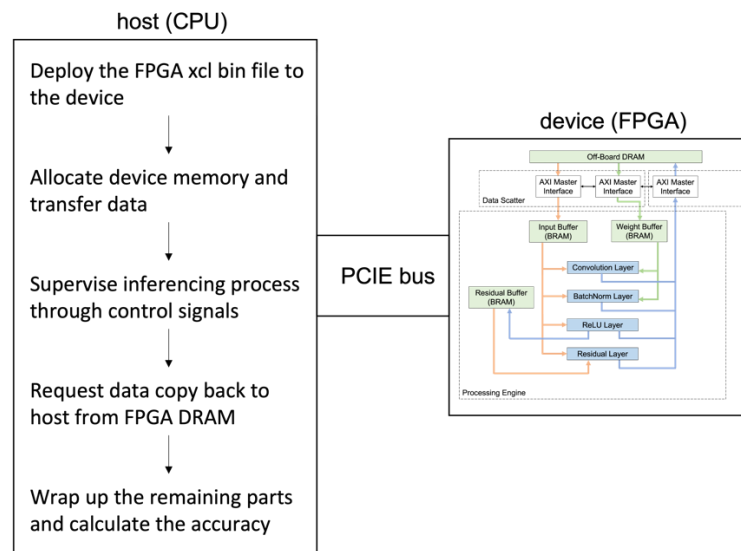 host (CPU)
Deploy the FPGA xcl bin file to
the device
Allocate device memory and
transfer data
Supervise inferencing process
through control signals
Request data copy back to
host from FPGA DRAM
Wrap up the remaining parts
and calculate the accuracy
PCIE bus
device (FPGA)
Off-Board DRAM
AXI Master
Interface
AXI Master
Interface
AXI Master
Interface
Data Scatter
Input Buffer
(BRAM)
Weight Buffer
(BRAM)
Convolution Layer
Residual Buffer
(BRAM)
BatchNorm Layer
ReLU Layer
Residual Layer
Processing Engine